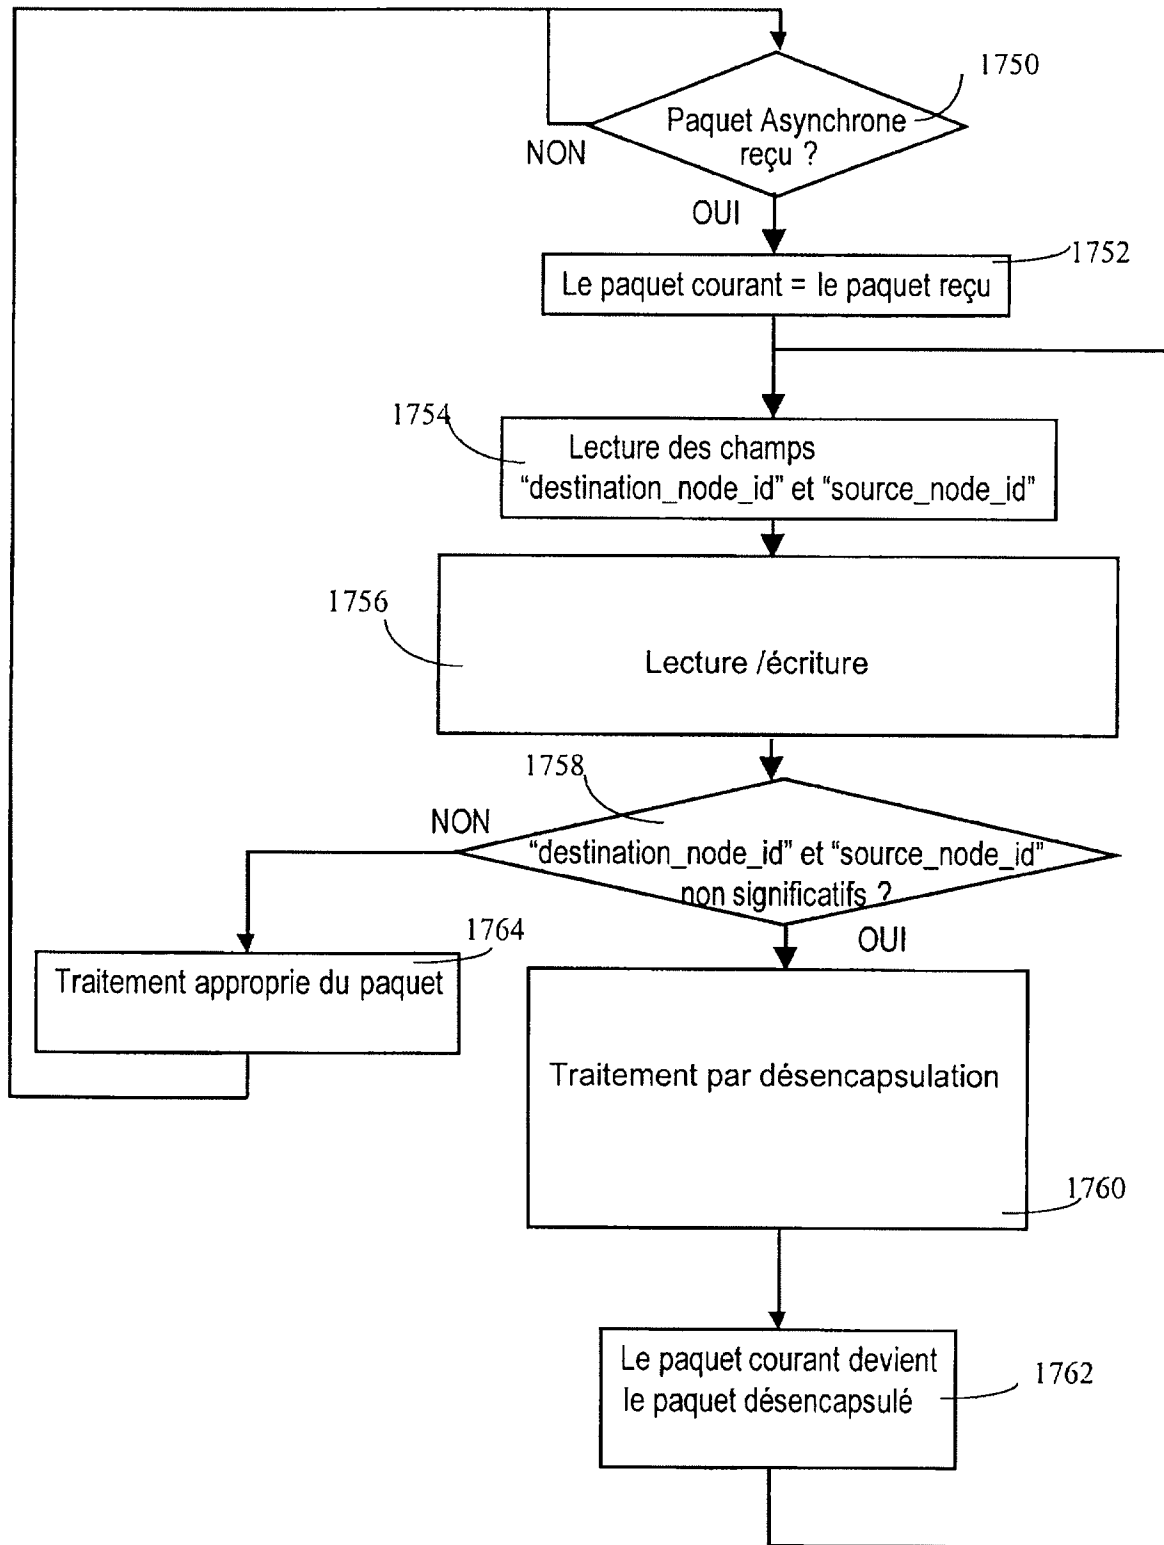 1750
Paquet Asynchrone
reçu ?
NON
OUI
1752
Le paquet courant = le paquet reçu
1754
Lecture des champs
“destination_node_id” et “source_node_id”
1756
Lecture /écriture
1758
NON
“destination_node_id” et “source_node_id”
non significatifs ?
OUI
1764
Traitement approprie du paquet
Traitement par désencapsulation
1760
Le paquet courant devient
le paquet désencapsulé
1762